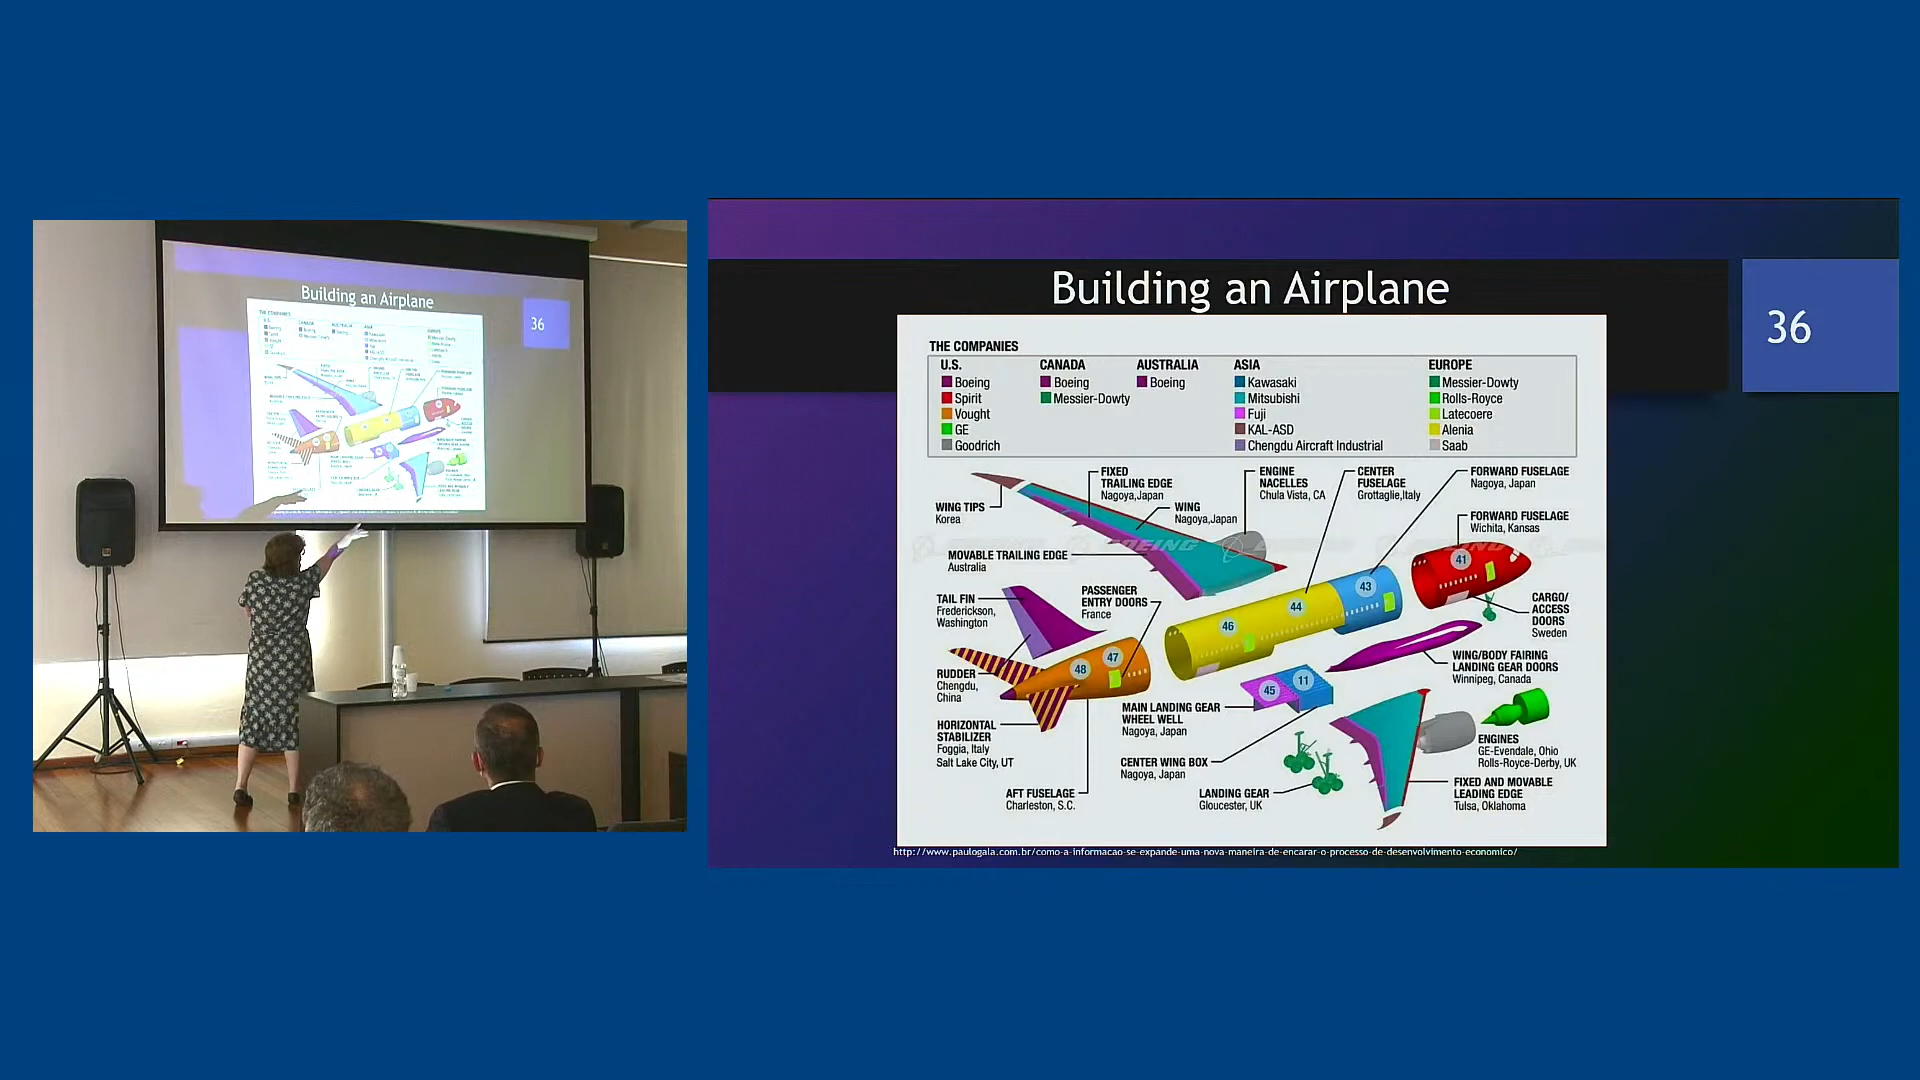 Building an Airplane
36
THE COMPANIES
U.S.
Boeing
Spirit
Vought
GE
Goodrich
CANADA
Boeing
Messier-Dowty
AUSTRALIA
Boeing
ASIA
Kawasaki
Mitsubishi
Fuji
KAL-ASD
Chengdu Aircraft Industrial
EUROPE
Messier-Dowty
Rolls-Royce
Latecoere
Alenia
Saab
WING TIPS
Korea
FIXED
TRAILING EDGE
Nagoya,Japan
WING
Nagoya,Japan
ENGINE
NACELLES
Chula Vista, CA
CENTER
FUSELAGE
Grottaglie,Italy
FORWARD FUSELAGE
Nagoya, Japan
FORWARD FUSELAGE
Wichita, Kansas
MOVABLE TRAILING EDGE
Australia
BOEING
TAIL FIN
Frederickson,
Washington
PASSENGER
ENTRY DOORS
France
41
43
44
46
47
48
CARGO/
ACCESS
DOORS
Sweden
WING/BODY FAIRING
LANDING GEAR DOORS
Winnipeg, Canada
RUDDER
Chengdu,
China
45
11
MAIN LANDING GEAR
WHEEL WELL
Nagoya, Japan
HORIZONTAL
STABILIZER
Foggia, Italy
Salt Lake City, UT
CENTER WING BOX
Nagoya, Japan
ENGINES
GE-Evendale, Ohio
Rolls-Royce-Derby, UK
AFT FUSELAGE
Charleston, S.C.
LANDING GEAR
Gloucester, UK
FIXED AND MOVABLE
LEADING EDGE
Tulsa, Oklahoma
http://www.paulogala.com.br/como-a-informacao-se-expande-uma-nova-maneira-de-encarar-o-processo-de-desenvolvimento-economico/
Building an Airplane
36